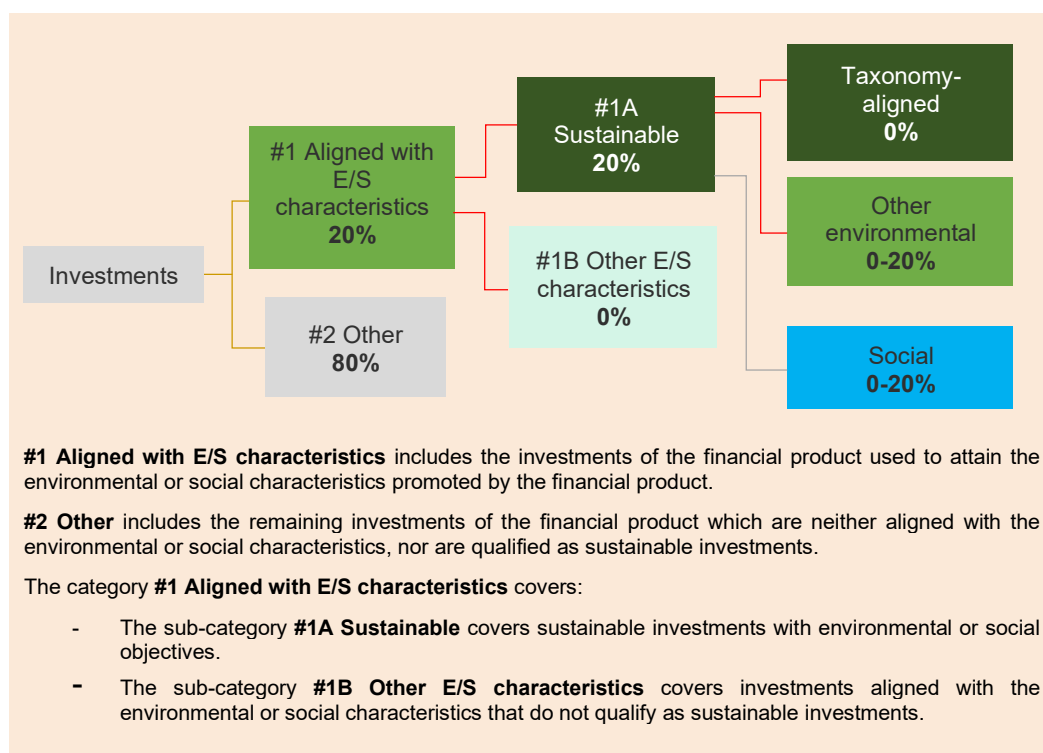 Investments
#1 Aligned with
E/S
characteristics
20%
#2 Other
80%
#1A
Sustainable
20%
#1B Other E/S
characteristics
0%
Taxonomy-
aligned
0%
Other
environmental
0-20%
Social
0-20%
#1 Aligned with E/S characteristics includes the investments of the financial product used to attain the
environmental or social characteristics promoted by the financial product.
#2 Other includes the remaining investments of the financial product which are neither aligned with the
environmental or social characteristics, nor are qualified as sustainable investments.
The category #1 Aligned with E/S characteristics covers:
- The sub-category #1A Sustainable covers sustainable investments with environmental or social
objectives.
- The sub-category #1B Other E/S characteristics covers investments aligned with the
environmental or social characteristics that do not qualify as sustainable investments.